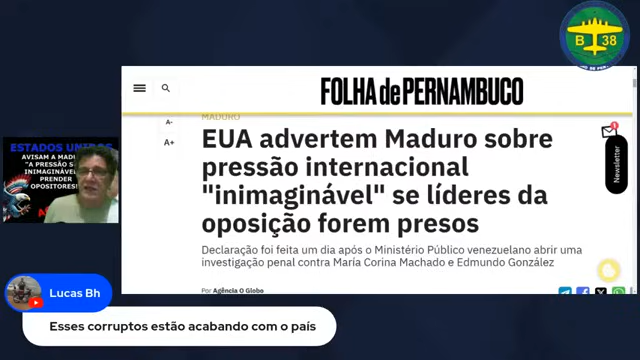 B 38
FOLHA de PERNAMBUCO
MADURO
A-
A+
EUA advertem Maduro sobre
pressão internacional
"inimaginável" se líderes da
oposição forem presos
Declaração foi feita um dia após o Ministério Público venezuelano abrir uma
investigação penal contra María Corina Machado e Edmundo González
Por Agência O Globo
1
Newsletter
ESTADOS UNIDOS
AVISAM A MADU
"A PRESSÃO S
INIMAGINÁVEL
PRENDER
OPOSITORES!
Lucas Bh
Esses corruptos estão acabando com o país